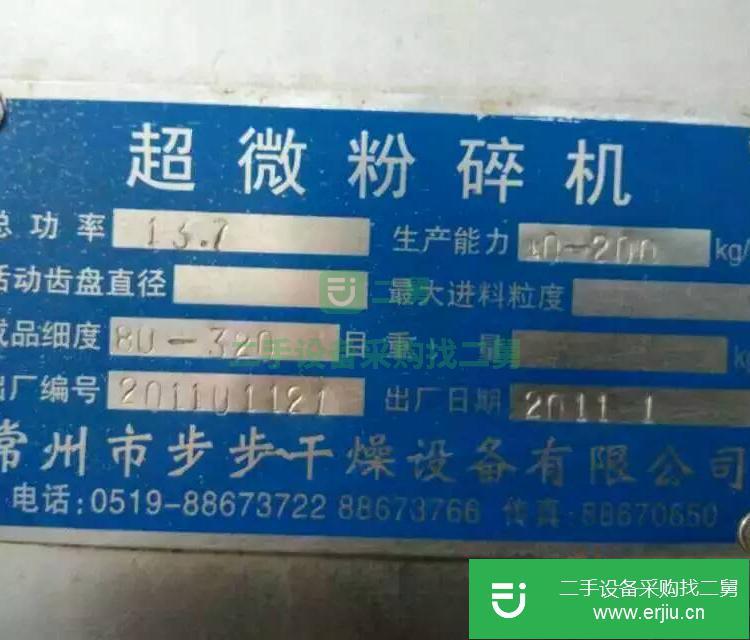 超微粉碎机
总功率 13.7 生产能力 40-200 kg/
活动齿盘直径 最大进料粒度
成品细度 80-320 目 重量 k
出厂编号 201101121 出厂日期 2011 1
常州市步步干燥设备有限公司
电话:0519-88673722 88673766 传真:88670650
二舅
二手设备采购找二舅
二手设备采购找二舅
www.erjiu.cn